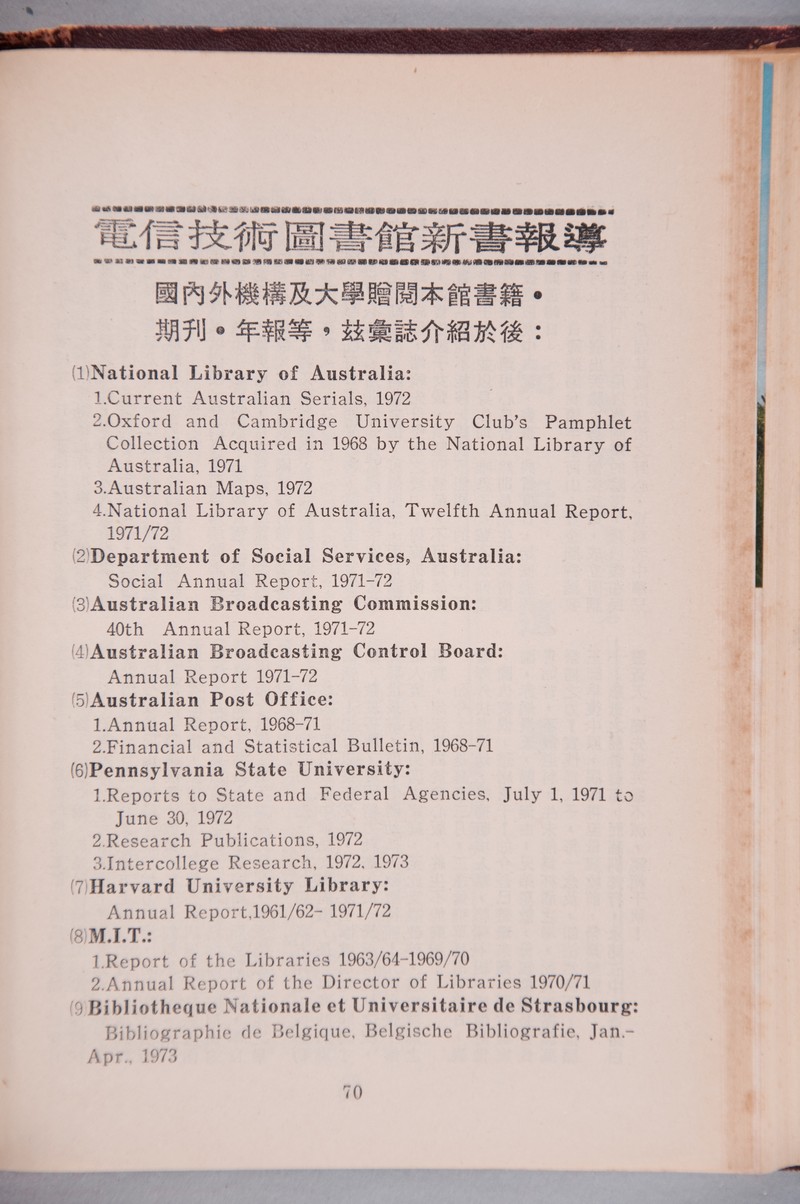 電信技術圖書館新書報導
國內外機構及大學贈閱本館書籍。
期刊。年報等，茲彙誌介紹於後：
(1)National Library of Australia:
1.Current Australian Serials, 1972
2.Oxford and Cambridge University Club's Pamphlet
Collection Acquired in 1968 by the National Library of
Australia, 1971
3.Australian Maps, 1972
4.National Library of Australia, Twelfth Annual Report,
1971/72
(2)Department of Social Services, Australia:
Social Annual Report, 1971-72
(3)Australian Broadcasting Commission:
40th Annual Report, 1971-72
(4)Australian Broadcasting Control Board:
Annual Report 1971-72
(5)Australian Post Office:
1.Annual Report, 1968-71
2.Financial and Statistical Bulletin, 1968-71
(6)Pennsylvania State University:
1.Reports to State and Federal Agencies, July 1, 1971 to
June 30, 1972
2.Research Publications, 1972
3.Intercollege Research, 1972, 1973
(7)Harvard University Library:
Annual Report,1961/62- 1971/72
(8)M.I.T.:
1.Report of the Libraries 1963/64-1969/70
2.Annual Report of the Director of Libraries 1970/71
(9)Bibliotheque Nationale et Universitaire de Strasbourg:
Bibliographie de Belgique, Belgische Bibliografie, Jan.-
Apr., 1973
70